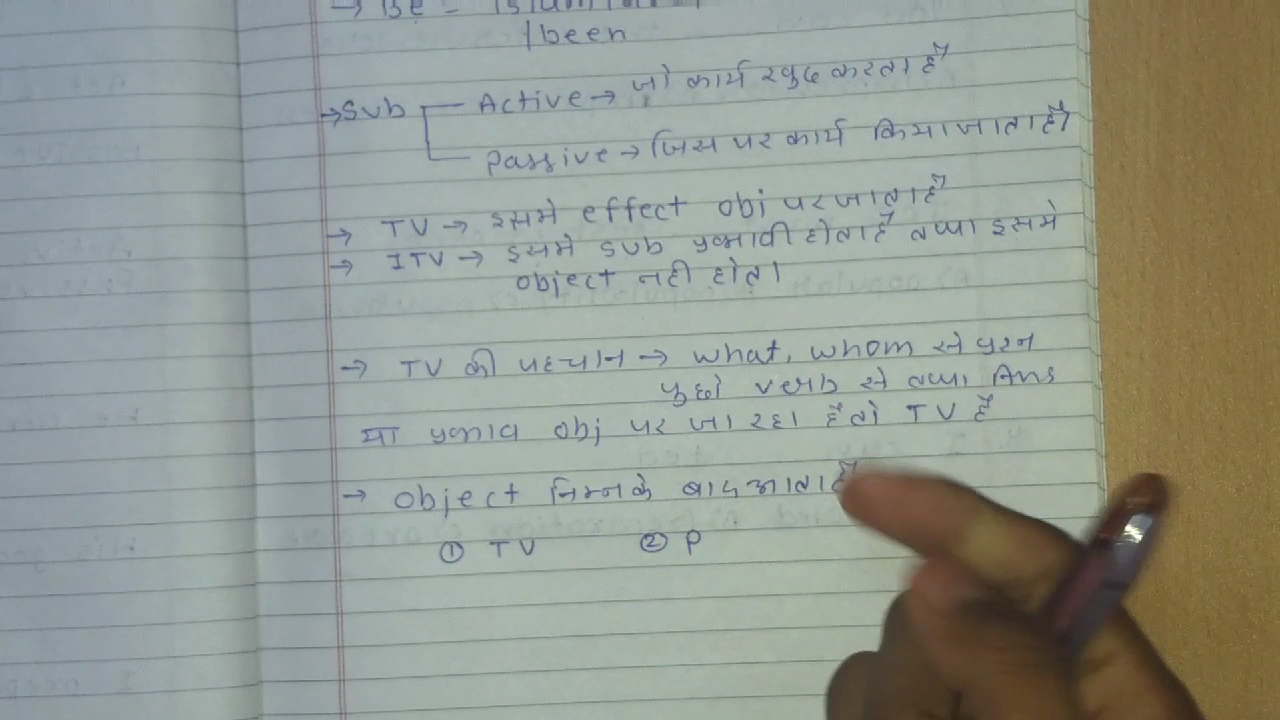 → Be -
/been
→ Sub Active → जो कार्य खुद करता है
Passive → जिस पर कार्य किया जाता है
→ TV → इसमे effect obj पर जाता है
→ ITV → इसमे sub प्रभावी होता है तथा इसमे
object नही होता
→ TV की पहचान → what, whom से प्रश्न
पुछो verb से तथा Ans
या प्रभाव obj पर जा रहा है तो TV है
→ object निम्न के बाद आता है
① TV ② P